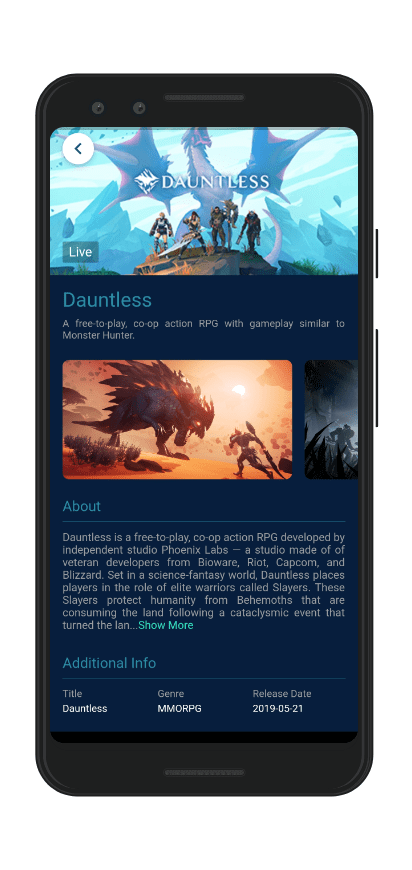 DAUNTLESS
Live
Dauntless
A free-to-play, co-op action RPG with gameplay similar to
Monster Hunter.
About
Dauntless is a free-to-play, co-op action RPG developed by
independent studio Phoenix Labs — a studio made of of
veteran developers from Bioware, Riot, Capcom, and
Blizzard. Set in a science-fantasy world, Dauntless places
players in the role of elite warriors called Slayers. These
Slayers protect humanity from Behemoths that are
consuming the land following a cataclysmic event that
turned the lan...Show More
Additional Info
Title Genre Release Date
Dauntless MMORPG 2019-05-21